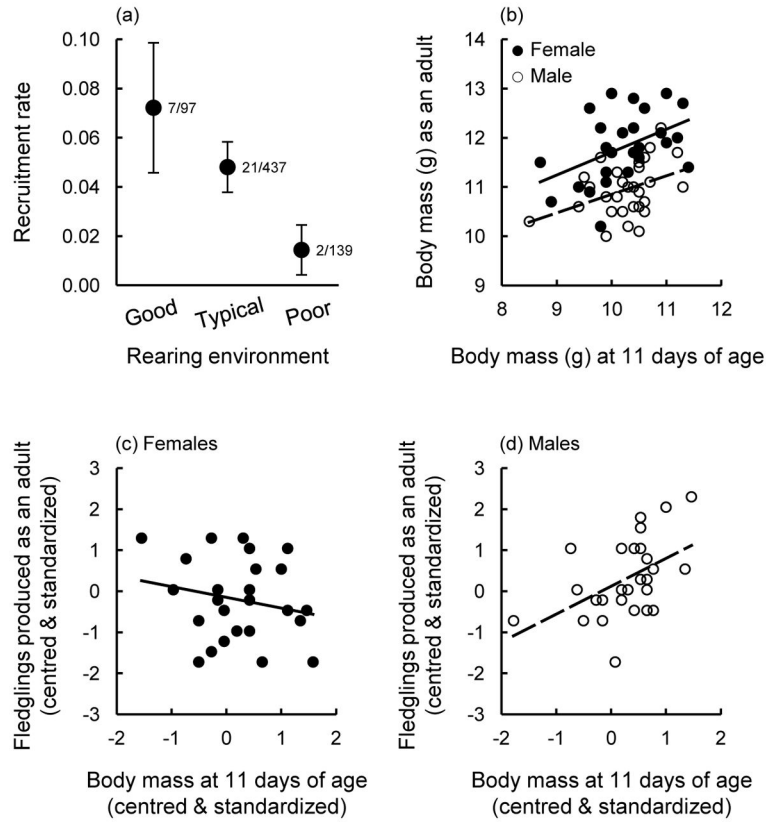 (a)
Recruitment rate
0.10
0.08
0.06
0.04
0.02
0.00
7/97
21/437
2/139
Good Typical Poor
Rearing environment
(b)
Body mass (g) as an adult
14
13
12
11
10
9
Female
Male
8 9 10 11 12
Body mass (g) at 11 days of age
(c) Females
Fledglings produced as an adult
(centred & standardized)
3
2
1
0
-1
-2
-3
-2 -1 0 1 2
Body mass at 11 days of age
(centred & standardized)
(d) Males
Fledglings produced as an adult
(centred & standardized)
3
2
1
0
-1
-2
-3
-2 -1 0 1 2
Body mass at 11 days of age
(centred & standardized)